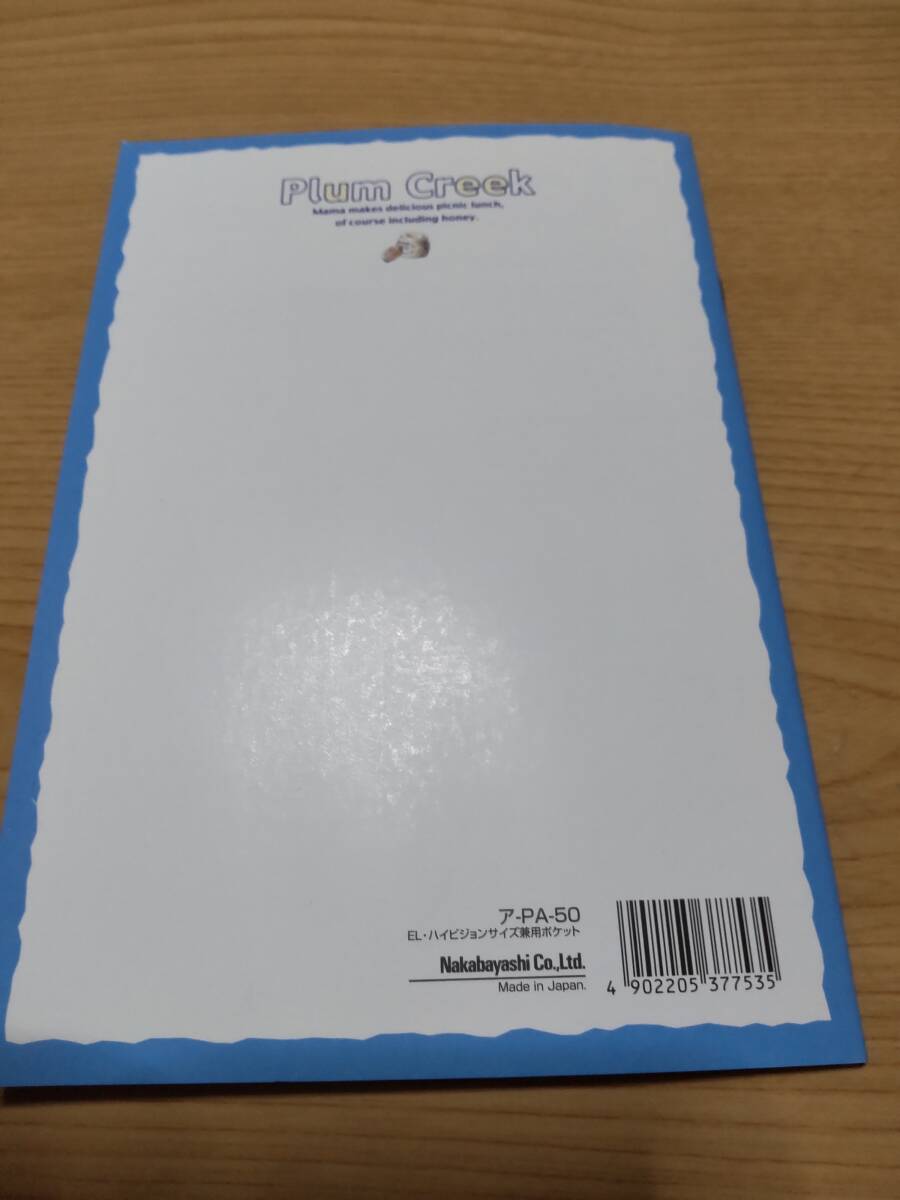 Plum Creek
Mama makes delicious picnic lunch,
of course including honey.
ア-PA-50
EL・ハイビジョンサイズ兼用ポケット
Nakabayashi Co.,Ltd.
Made in Japan.
4 902205 377535